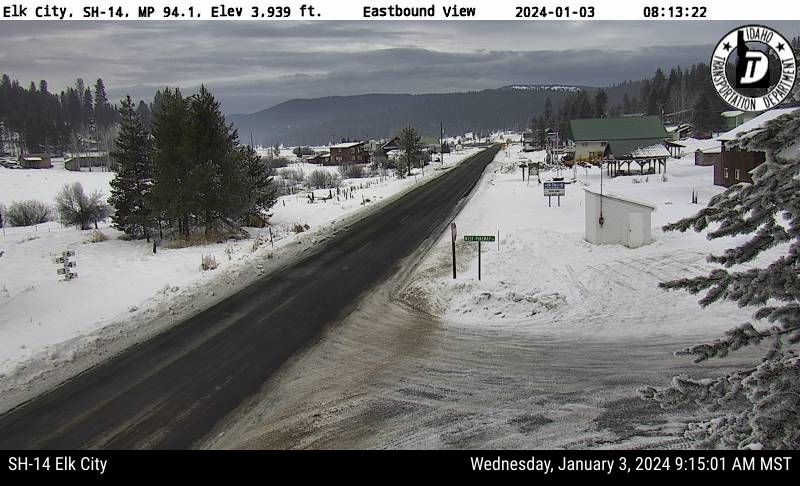 Elk City, SH-14, MP 94.1, Elev 3,939 ft. Eastbound View 2024-01-03 08:13:22
IDAHO
TRANSPORTATION DEPARTMENT
SH-14 Elk City
Wednesday, January 3, 2024 9:15:01 AM MST